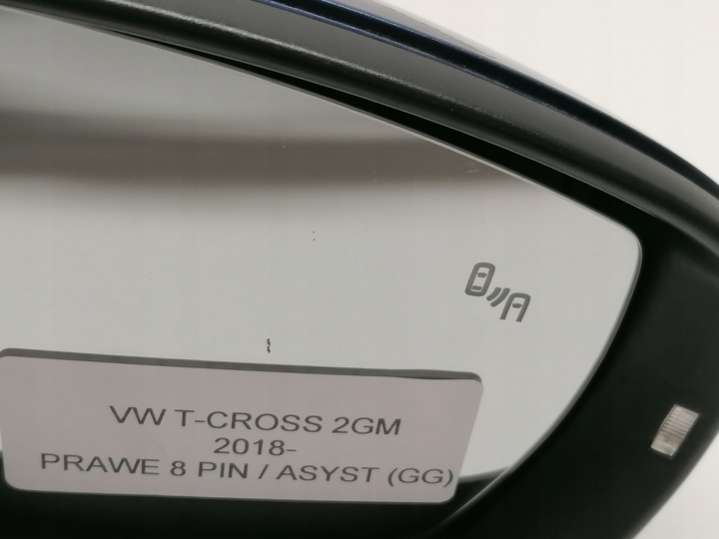 VW T-CROSS 2GM
2018-
PRAWE 8 PIN / ASYST (GG)